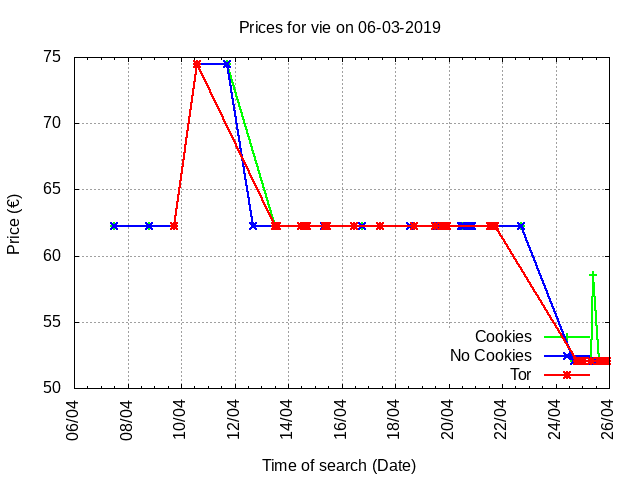 Prices for vie on 06-03-2019
Price (€)
75
70
65
60
55
50
Cookies
No Cookies
Tor
06/04
08/04
10/04
12/04
14/04
16/04
18/04
20/04
22/04
24/04
26/04
Time of search (Date)